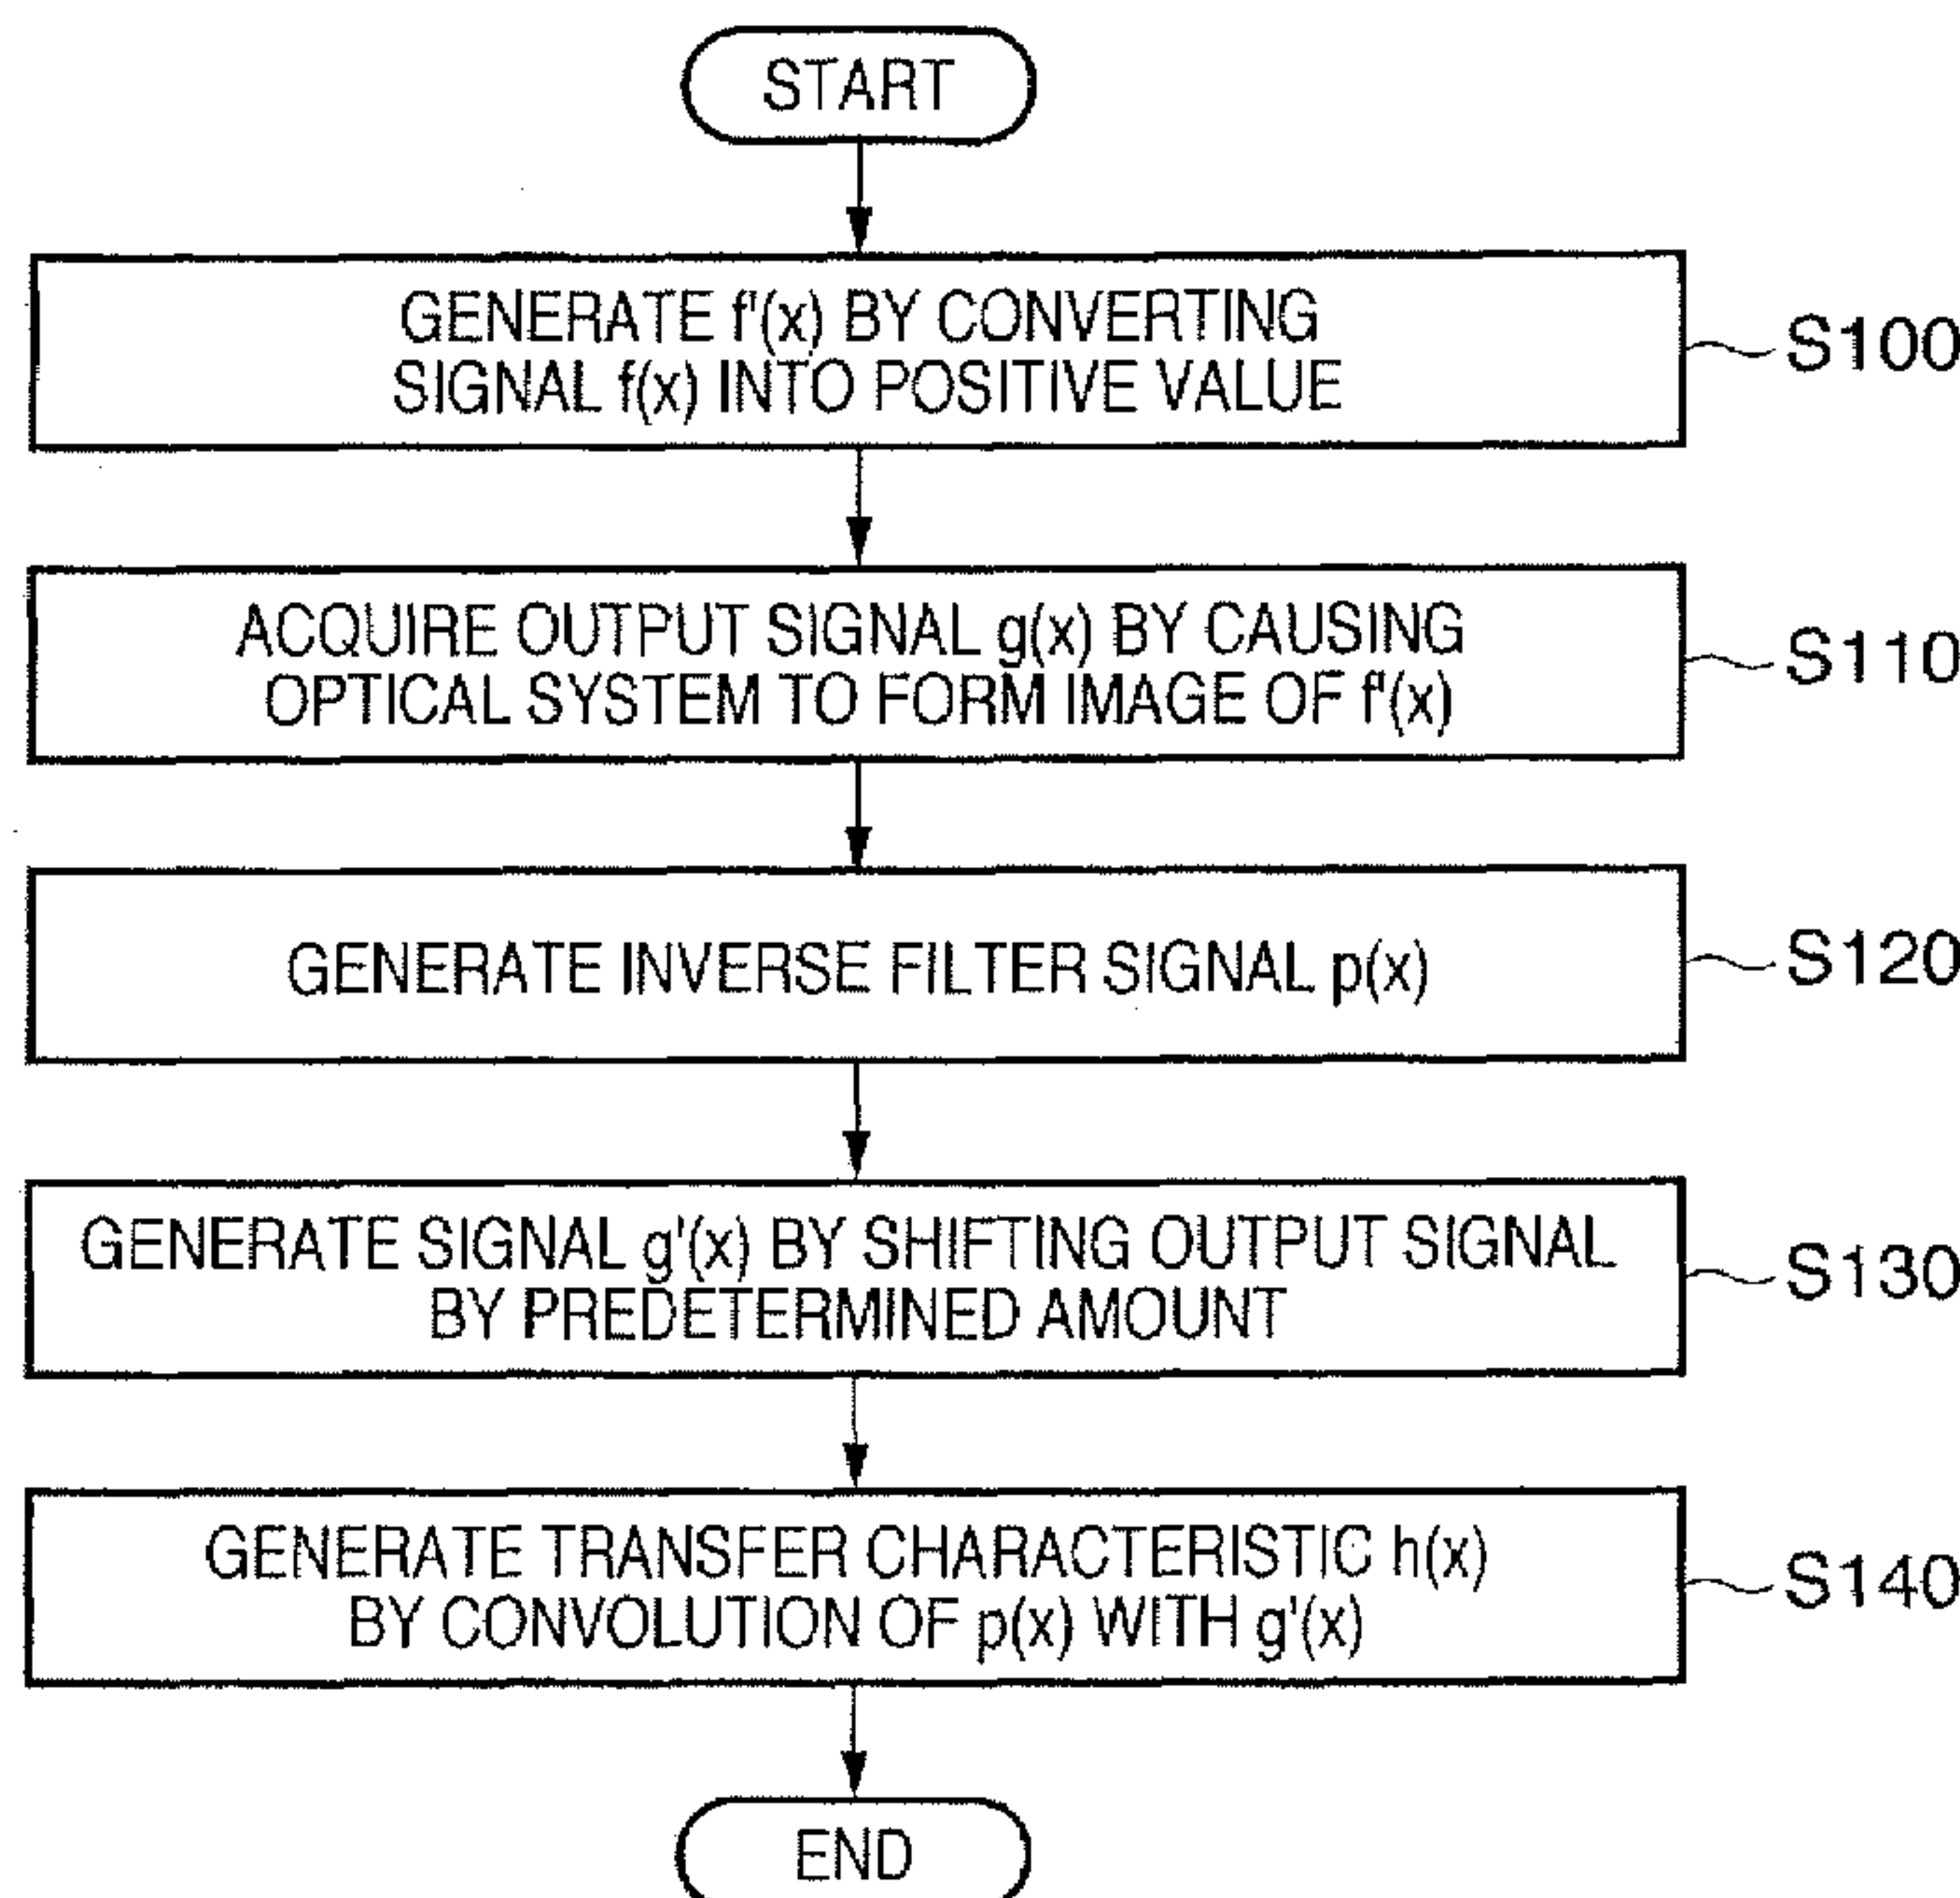 START
GENERATE f'(x) BY CONVERTING
SIGNAL f(x) INTO POSITIVE VALUE
S100
ACQUIRE OUTPUT SIGNAL g(x) BY CAUSING
OPTICAL SYSTEM TO FORM IMAGE OF f'(x)
S110
GENERATE INVERSE FILTER SIGNAL p(x)
S120
GENERATE SIGNAL g'(x) BY SHIFTING OUTPUT SIGNAL
BY PREDETERMINED AMOUNT
S130
GENERATE TRANSFER CHARACTERISTIC h(x)
BY CONVOLUTION OF p(x) WITH g'(x)
S140
END